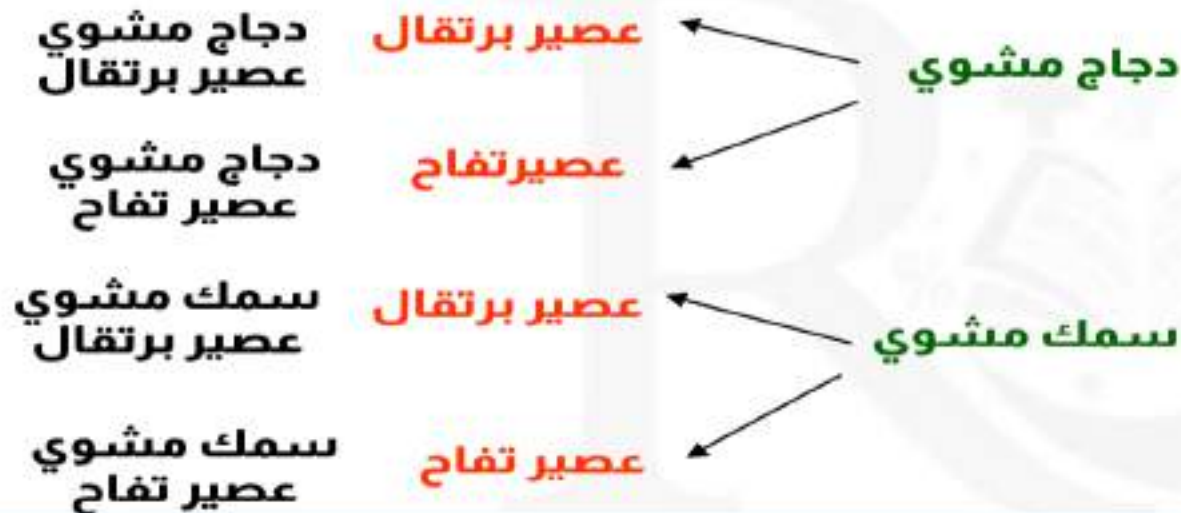 دجاج مشوي
عصير برتقال
دجاج مشوي
عصير برتقال
عصيرتفاح
دجاج مشوي
عصير تفاح
سمك مشوي
عصير برتقال
سمك مشوي
عصير برتقال
عصير تفاح
سمك مشوي
عصير تفاح